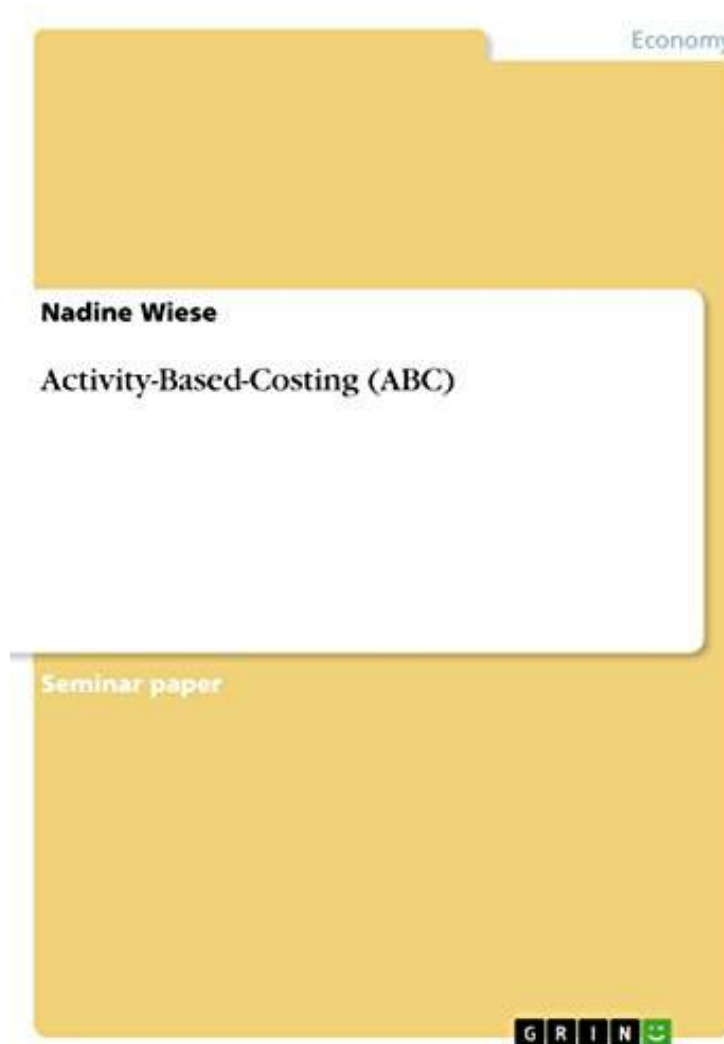 Economy
Nadine Wiese
Activity-Based-Costing (ABC)
Seminar paper
GRIN